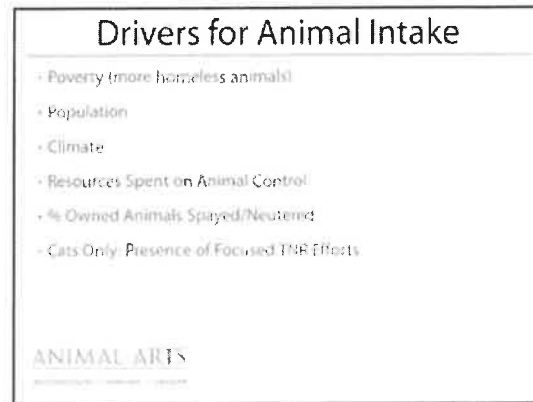 Drivers for Animal Intake
- Poverty (more homeless animals)
- Population
- Climate
- Resources Spent on Animal Control
- % Owned Animals Spayed/Neutered
- Cats Only: Presence of Focused TNR Efforts
ANIMAL ARTS